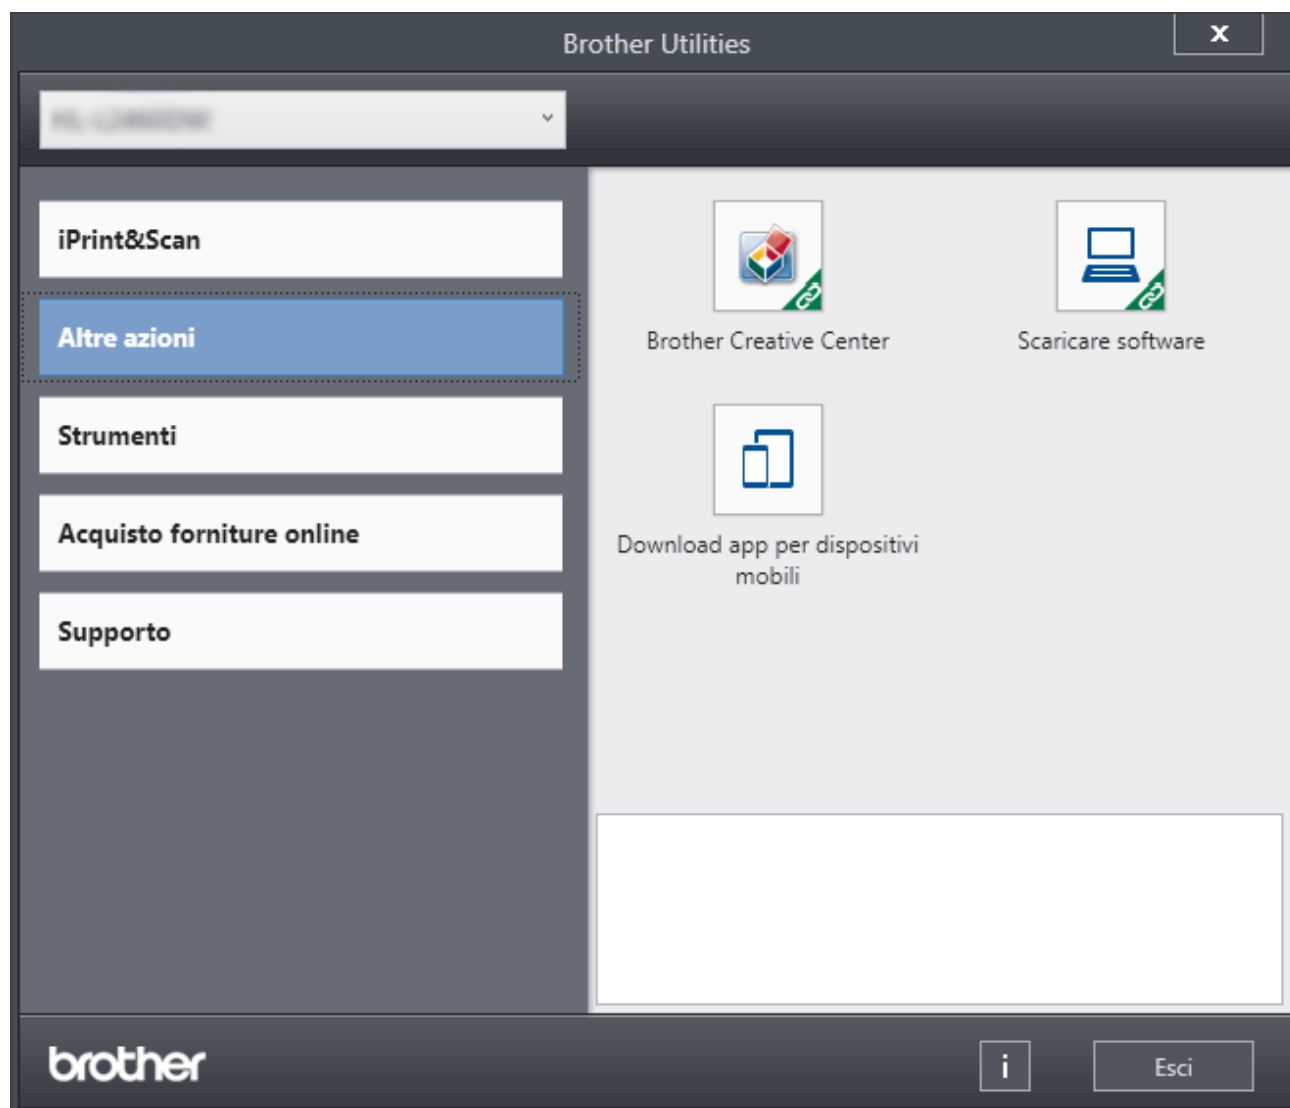 Brother Utilities
x
iPrint&Scan
Altre azioni
Strumenti
Acquisto forniture online
Supporto
Brother Creative Center
Scaricare software
Download app per dispositivi
mobili
brother
i
Esci